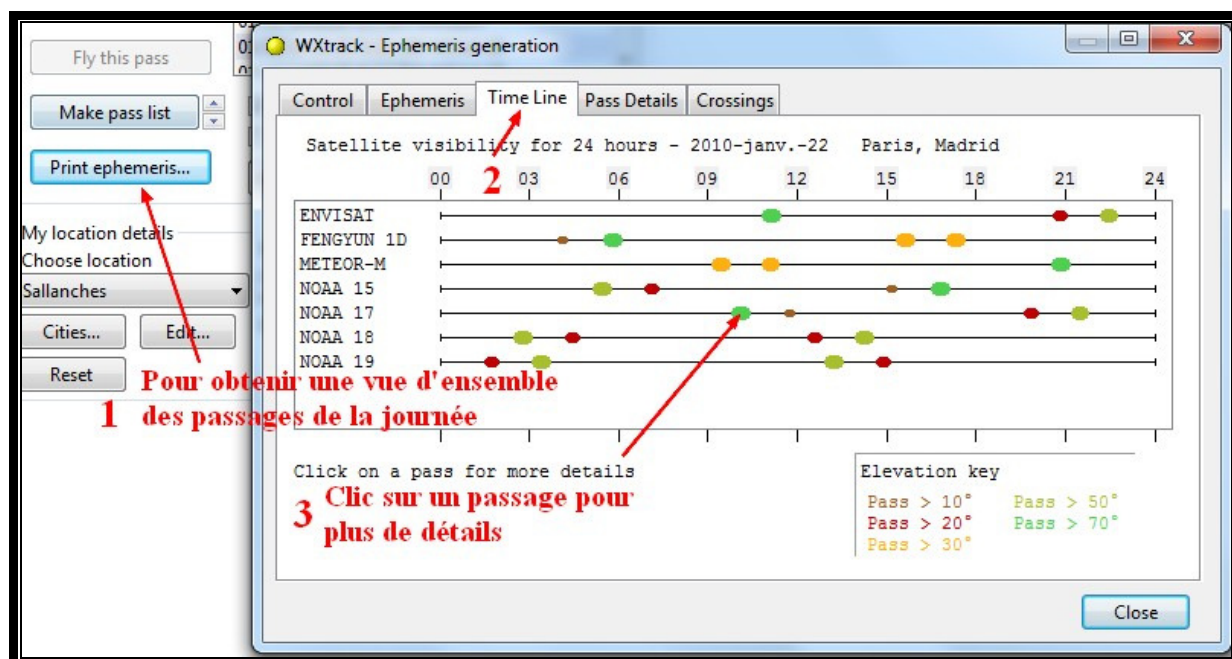 Fly this pass
Make pass list
Print ephemeris...
My location details
Choose location
Sallanches
Cities... Edit...
Reset
WXtrack - Ephemeris generation
Control Ephemeris Time Line Pass Details Crossings
Satellite visibility for 24 hours - 2010-janv.-22 Paris, Madrid
00 03 06 09 12 15 18 21 24
ENVISAT
FENGYUN 1D
METEOR-M
NOAA 15
NOAA 17
NOAA 18
NOAA 19
Click on a pass for more details
Elevation key
Pass > 10° Pass > 50°
Pass > 20° Pass > 70°
Pass > 30°
Close
1 Pour obtenir une vue d'ensemble
des passages de la journée
2
3 Clic sur un passage pour
plus de détails